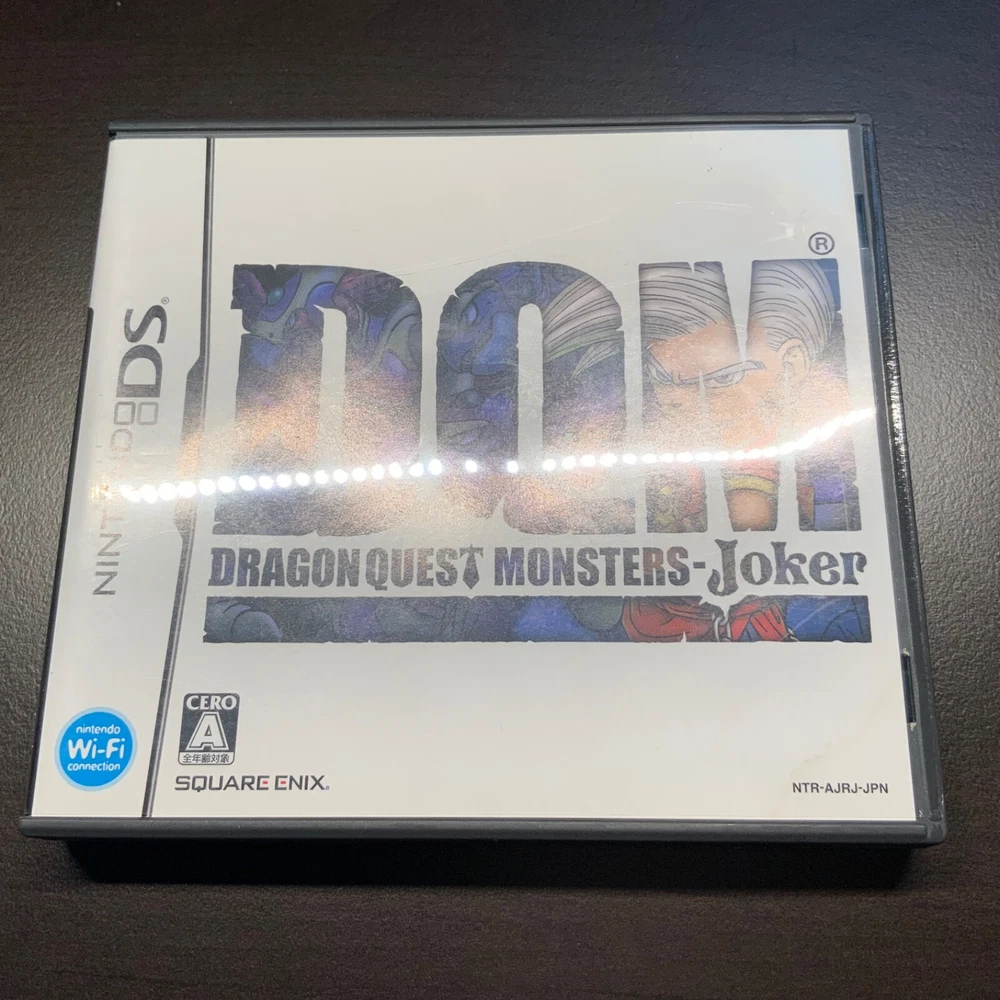 NINTENDO DS®
®
DQM
DRAGON QUEST MONSTERS-Joker
CERO
A
全年齢対象
nintendo
Wi-Fi
connection
SQUARE ENIX®
NTR-AJRJ-JPN